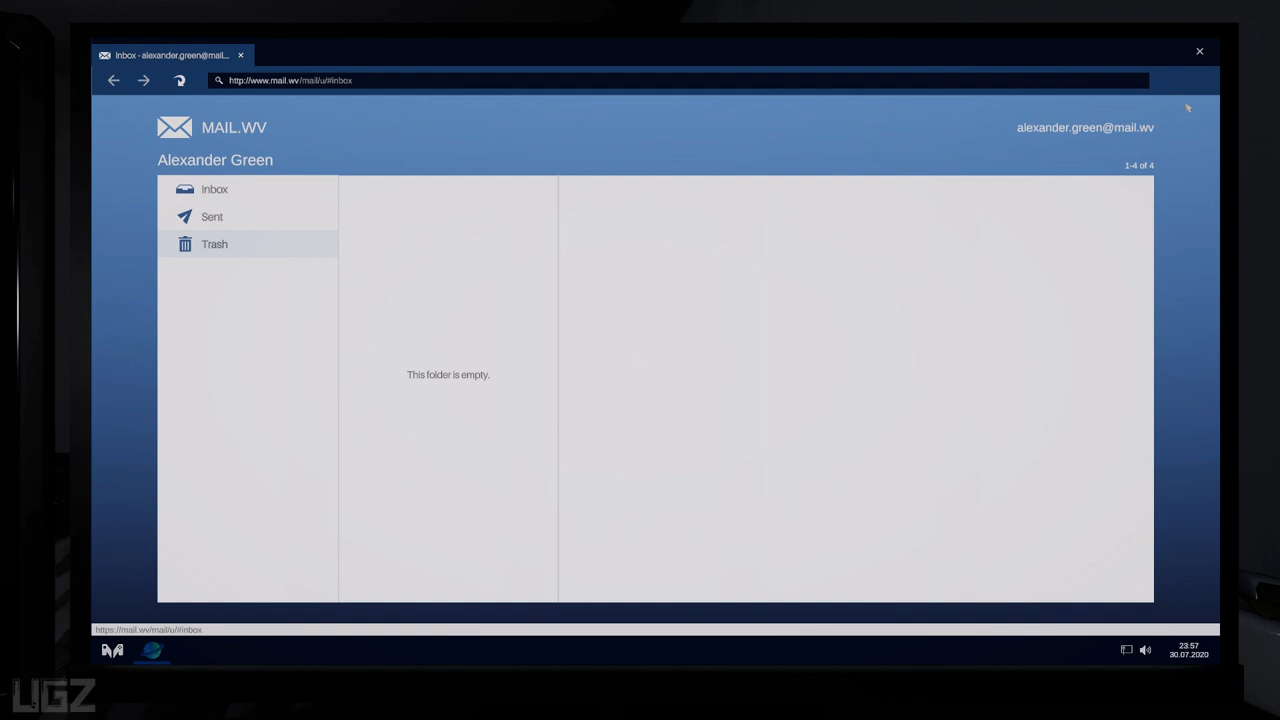 Inbox - alexander.green@mail...
http://www.mail.wv/mail/u/#inbox
MAIL.WV
alexander.green@mail.wv
Alexander Green
1-4 of 4
Inbox
Sent
Trash
This folder is empty.
https://mail.wv/mail/u/#inbox
23.57
30.07.2020
UGZ